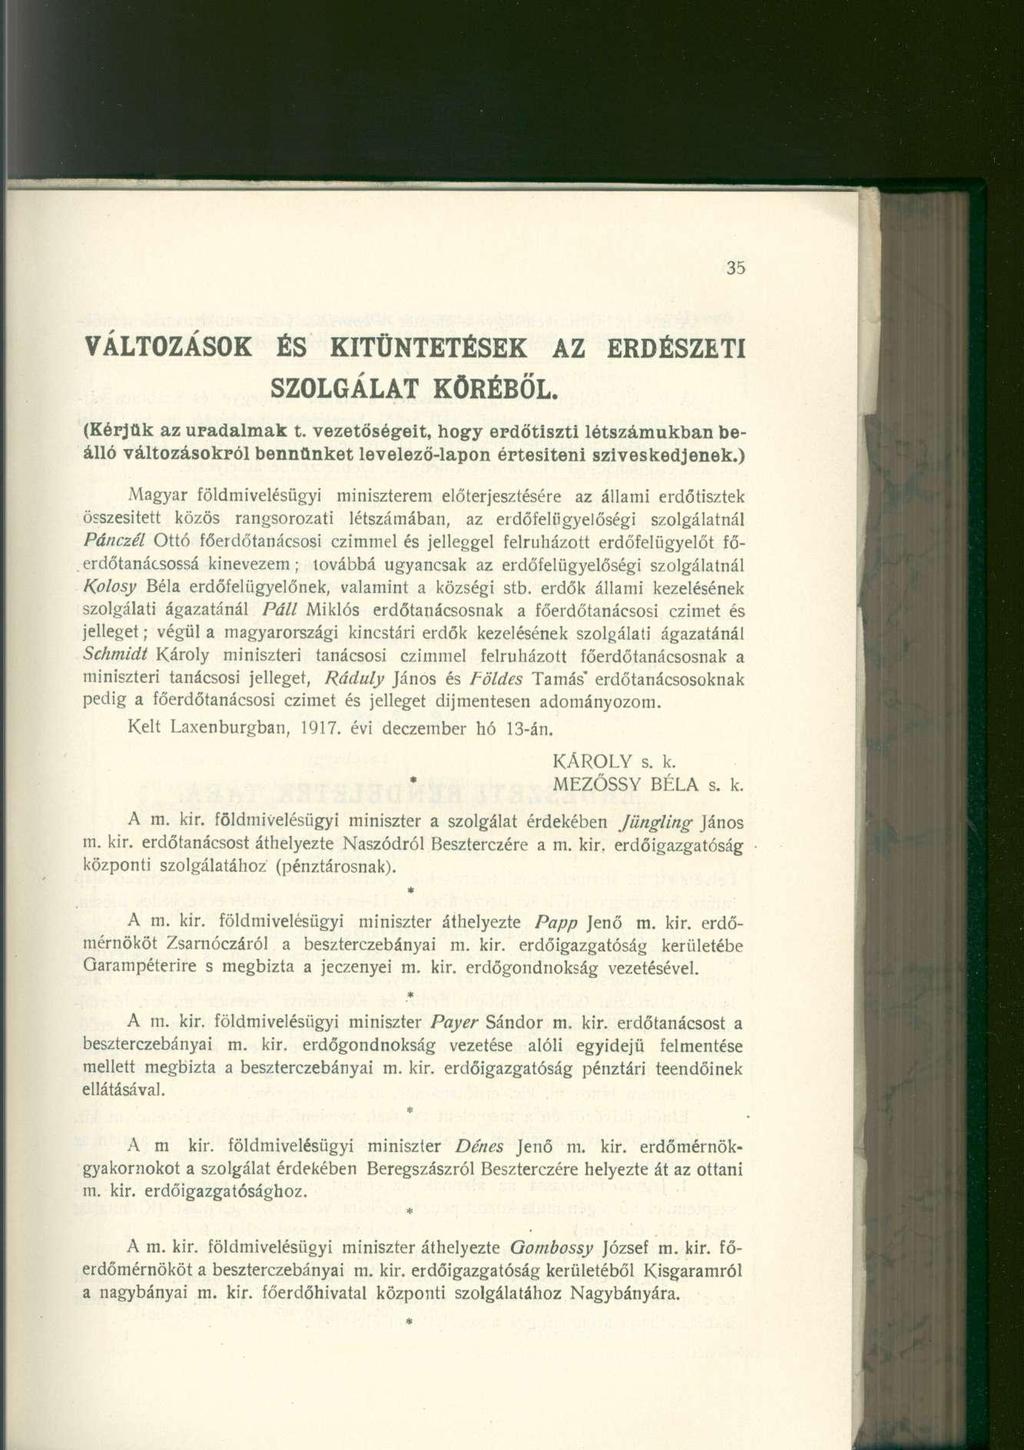 35
VÁLTOZÁSOK ÉS KITÜNTETÉSEK AZ ERDÉSZETI
SZOLGÁLAT KÖRÉBŐL.
(Kérjük az uradalmak t. vezetőségeit, hogy erdőtiszti létszámukban be-
álló változásokról bennünket levelező-lapon értesiteni sziveskedjenek.)
Magyar földmivelésügyi miniszterem előterjesztésére az állami erdőtisztek
összesitett közös rangsorozati létszámában, az erdőfelügyelőségi szolgálatnál
Pánczél Ottó főerdőtanácsosi czimmel és jelleggel felruházott erdőfelügyelőt fő-
erdőtanácsossá kinevezem; továbbá ugyancsak az erdőfelügyelőségi szolgálatnál
Kolosy Béla erdőfelügyelőnek, valamint a községi stb. erdők állami kezelésének
szolgálati ágazatánál Páll Miklós erdőtanácsosnak a főerdőtanácsosi czimet és
jelleget; végül a magyarországi kincstári erdők kezelésének szolgálati ágazatánál
Schmidt Károly miniszteri tanácsosi czimmel felruházott főerdőtanácsosnak a
miniszteri tanácsosi jelleget, Ráduly János és Földes Tamás erdőtanácsosoknak
pedig a főerdőtanácsosi czimet és jelleget dijmentesen adományozom.
Kelt Laxenburgban, 1917. évi deczember hó 13-án.
KÁROLY s. k.
* MEZŐSSY BÉLA s. k.
A m. kir. földmivelésügyi miniszter a szolgálat érdekében Jüngling János
m. kir. erdőtanácsost áthelyezte Naszódról Beszterczére a m. kir. erdőigazgatóság
központi szolgálatához (pénztárosnak).
*
A m. kir. földmivelésügyi miniszter áthelyezte Papp Jenő m. kir. erdő-
mérnököt Zsarnóczáról a beszterczebányai m. kir. erdőigazgatóság kerületébe
Garampéterire s megbizta a jeczenyei m. kir. erdőgondnokság vezetésével.
*
A m. kir. földmivelésügyi miniszter Payer Sándor m. kir. erdőtanácsost a
beszterczebányai m. kir. erdőgondnokság vezetése alóli egyidejü felmentése
mellett megbizta a beszterczebányai m. kir. erdőigazgatóság pénztári teendőinek
ellátásával.
*
A m kir. földmivelésügyi miniszter Dénes Jenő m. kir. erdőmérnök-
gyakornokot a szolgálat érdekében Beregszászról Beszterczére helyezte át az ottani
m. kir. erdőigazgatósághoz.
*
A m. kir. földmivelésügyi miniszter áthelyezte Gombossy József m. kir. fő-
erdőmérnököt a beszterczebányai m. kir. erdőigazgatóság kerületéből Kisgaramról
a nagybányai m. kir. főerdőhivatal központi szolgálatához Nagybányára.
*